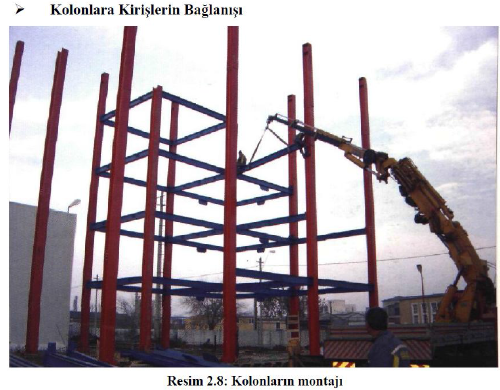 ➢ Kolonlara Kirişlerin Bağlanışı
Resim 2.8: Kolonların montajı